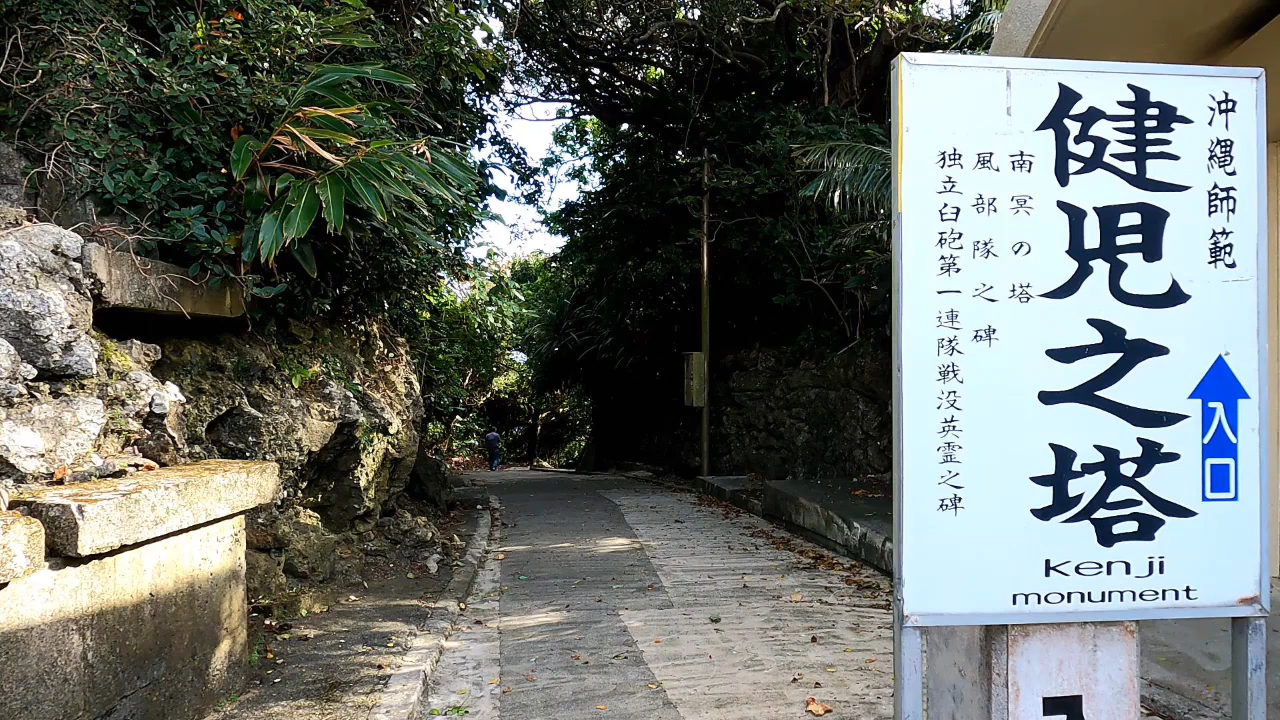 沖縄師範
健児之塔
南冥の塔
風部隊之碑
独立臼砲第一連隊戦没英霊之碑
入口
Kenji
monument